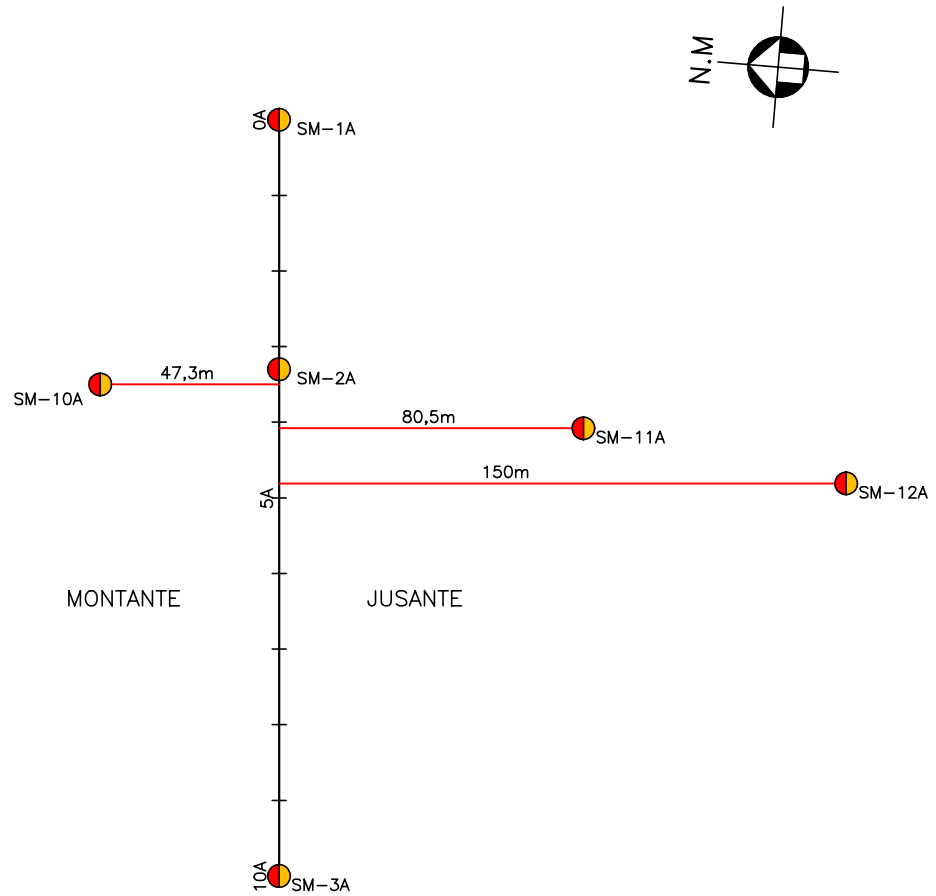 N.M
0A
SM-1A
SM-2A
47,3m
SM-10A
80,5m
SM-11A
150m
SM-12A
5A
MONTANTE
JUSANTE
10A
SM-3A